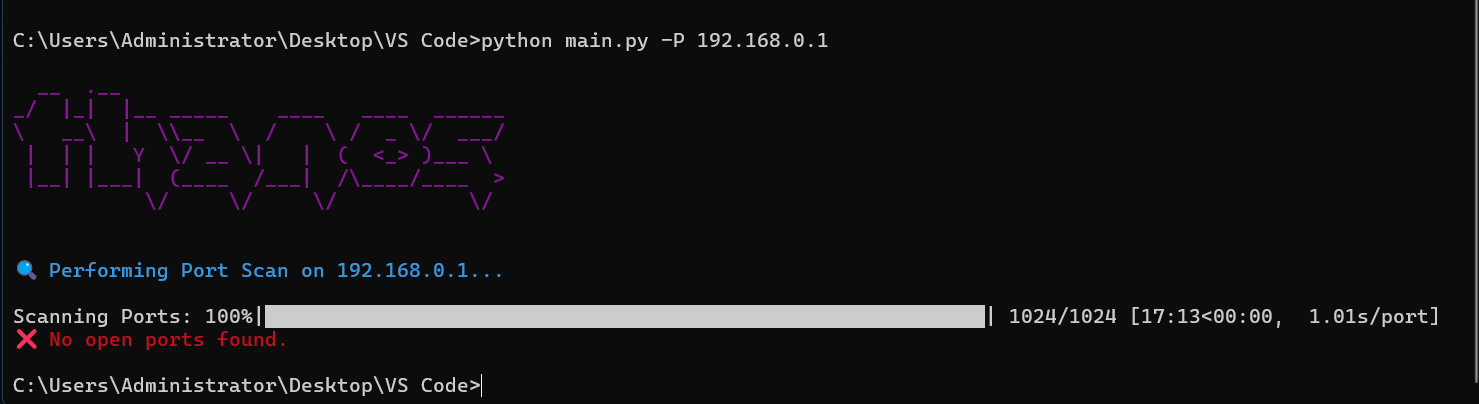 C:\Users\Administrator\Desktop\VS Code>python main.py -P 192.168.0.1
  __  .__
_/  |_|  |__ _____    ____   ____  ______
\   __\  |  \\__  \  /    \ /  _ \/  ___/
 |  | |   Y  \/ __ \|   |  (  <_> )___ \
 |__| |___|  (____  /___|  /\____/____  >
           \/     \/     \/           \/
🔍 Performing Port Scan on 192.168.0.1...
Scanning Ports: 100%|██████████| 1024/1024 [17:13<00:00,  1.01s/port]
❌ No open ports found.
C:\Users\Administrator\Desktop\VS Code>